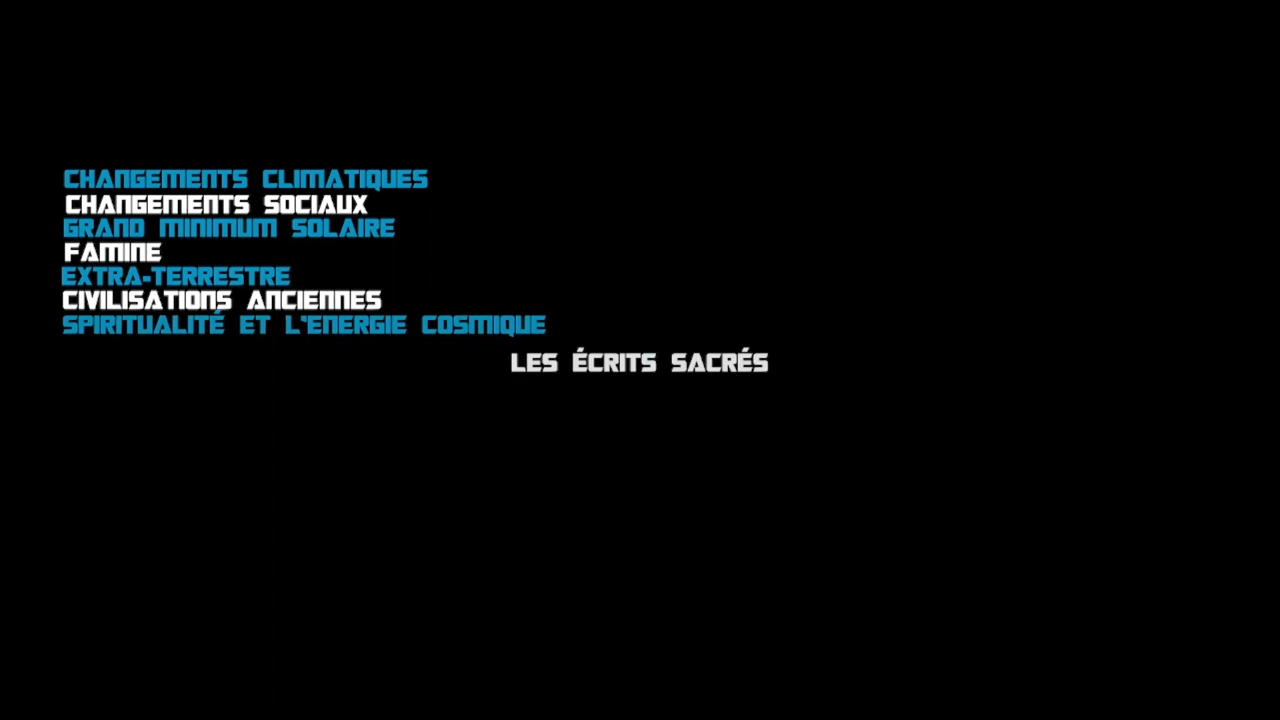 CHANGEMENTS CLIMATIQUES
CHANGEMENTS SOCIAUX
GRAND MINIMUM SOLAIRE
FAMINE
EXTRA-TERRESTRE
CIVILISATIONS ANCIENNES
SPIRITUALITÉ ET L'ENERGIE COSMIQUE
LES ÉCRITS SACRÉS